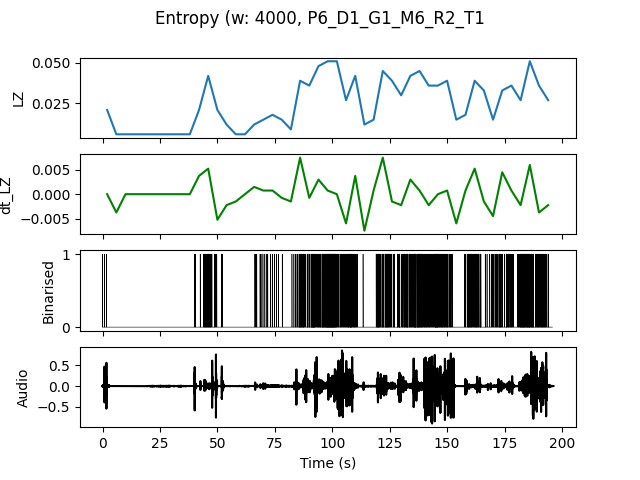 Entropy (w: 4000, P6_D1_G1_M6_R2_T1
0.050
0.025
LZ
0.005
0.000
−0.005
dt_LZ
1
0
Binarised
0.5
0.0
−0.5
Audio
0 25 50 75 100 125 150 175 200
Time (s)